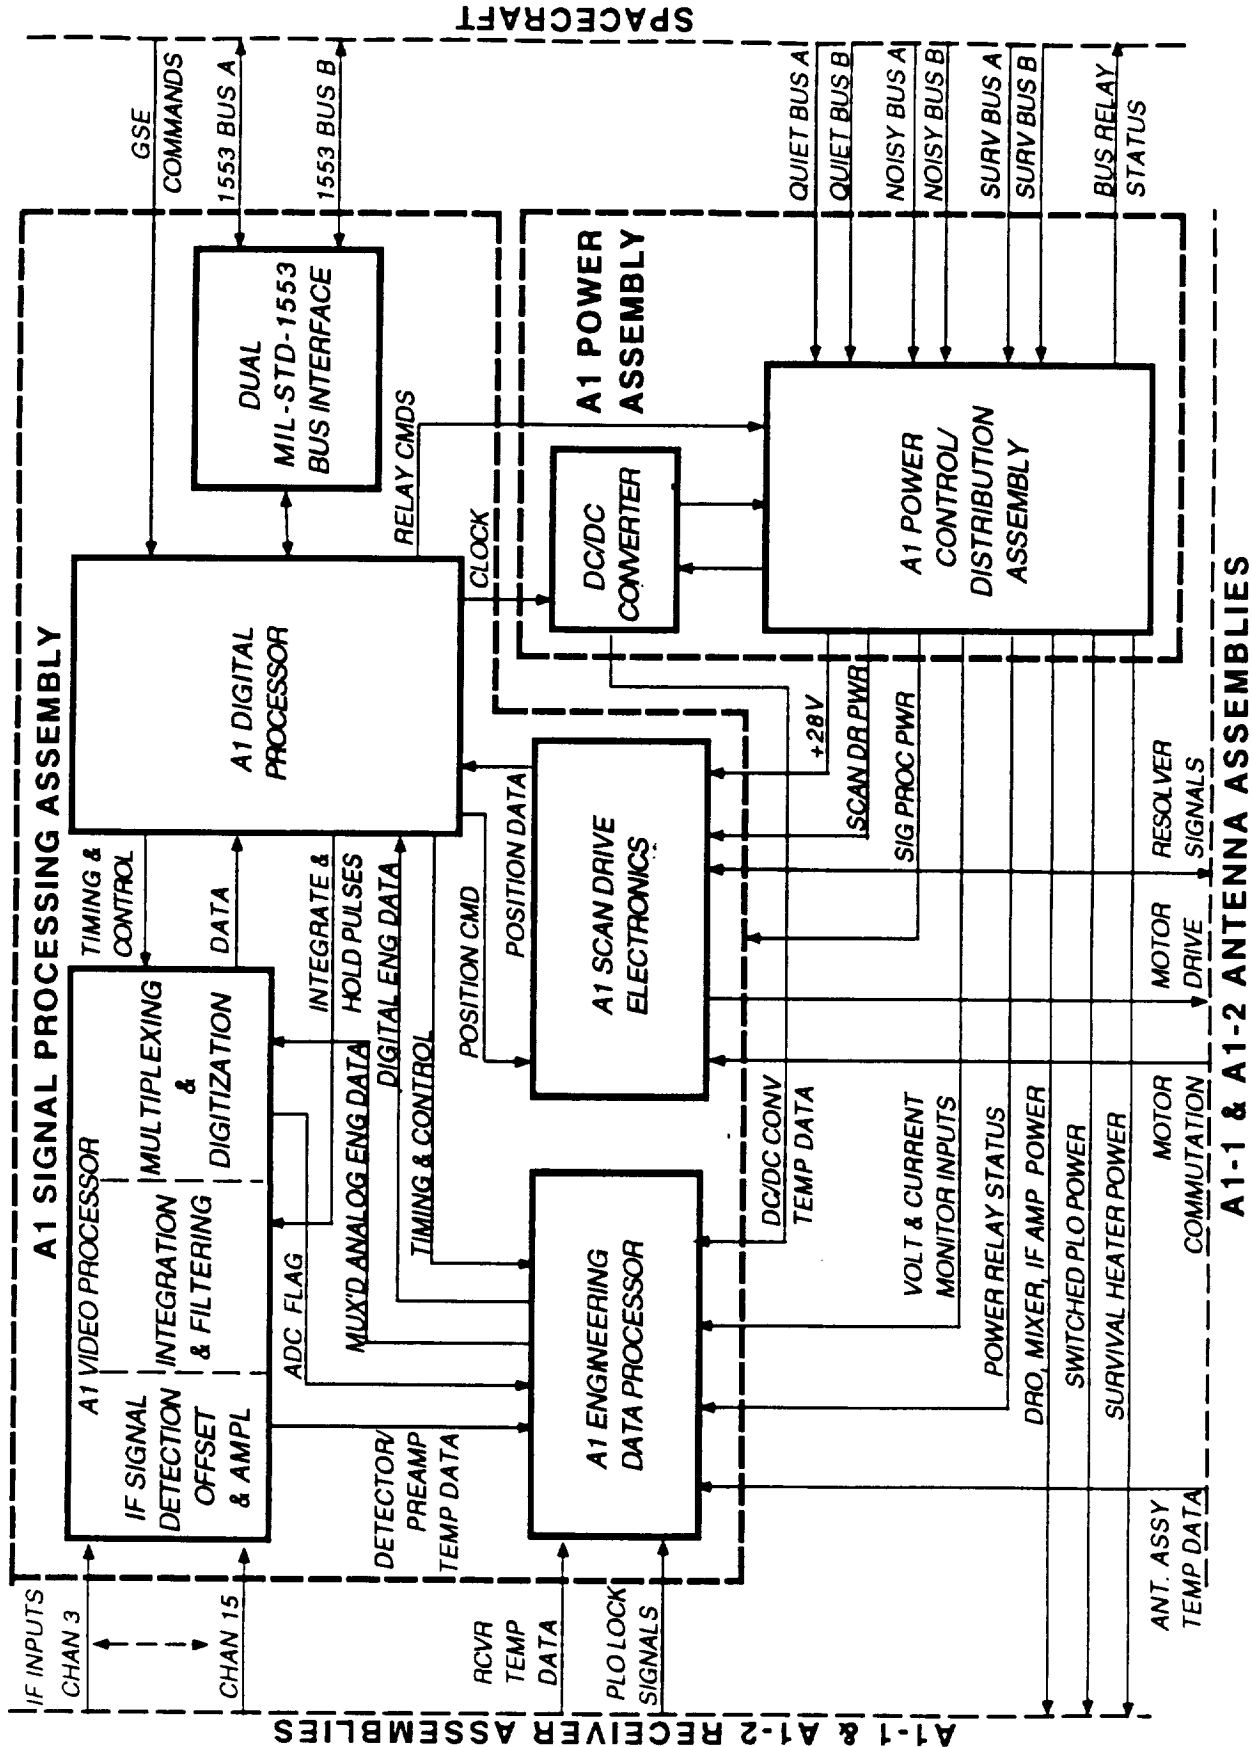 A1 SIGNAL PROCESSING ASSEMBLY
IF INPUTS
CHAN 3
CHAN 15
A1 VIDEO PROCESSOR
IF SIGNAL
DETECTION
OFFSET
& AMPL
INTEGRATION
& FILTERING
MULTIPLEXING
&
DIGITIZATION
TIMING &
CONTROL
DATA
A1 DIGITAL
PROCESSOR
DUAL
MIL-STD-1553
BUS INTERFACE
GSE
COMMANDS
1553 BUS A
1553 BUS B
SPACECRAFT
ADC FLAG
INTEGRATE &
HOLD PULSES
MUX'D ANALOG ENG DATA
DIGITAL ENG DATA
TIMING & CONTROL
DETECTOR/
PREAMP
TEMP DATA
POSITION CMD
POSITION DATA
RELAY CMDS
CLOCK
RCVR
TEMP
DATA
PLO LOCK
SIGNALS
A1 ENGINEERING
DATA PROCESSOR
A1 SCAN DRIVE
ELECTRONICS
DC/DC
CONVERTER
A1 POWER
ASSEMBLY
A1 POWER
CONTROL/
DISTRIBUTION
ASSEMBLY
QUIET BUS A
QUIET BUS B
NOISY BUS A
NOISY BUS B
SURV BUS A
SURV BUS B
BUS RELAY
STATUS
DC/DC CONV
TEMP DATA
+28V
SCAN DR PWR
SIG PROC PWR
VOLT & CURRENT
MONITOR INPUTS
POWER RELAY STATUS
DRO, MIXER, IF AMP POWER
SWITCHED PLO POWER
SURVIVAL HEATER POWER
ANT. ASSY
TEMP DATA
MOTOR
COMMUTATION
MOTOR
DRIVE
RESOLVER
SIGNALS
A1-1 & A1-2 RECEIVER ASSEMBLIES
A1-1 & A1-2 ANTENNA ASSEMBLIES